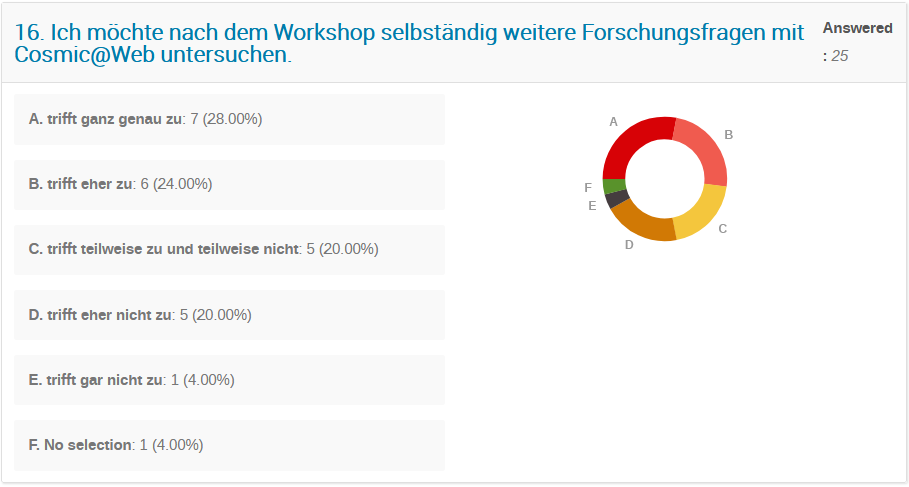 16. Ich möchte nach dem Workshop selbständig weitere Forschungsfragen mit
Cosmic@Web untersuchen.
Answered
: 25
A. trifft ganz genau zu: 7 (28.00%)
B. trifft eher zu: 6 (24.00%)
C. trifft teilweise zu und teilweise nicht: 5 (20.00%)
D. trifft eher nicht zu: 5 (20.00%)
E. trifft gar nicht zu: 1 (4.00%)
F. No selection: 1 (4.00%)
A
B
F
E
C
D